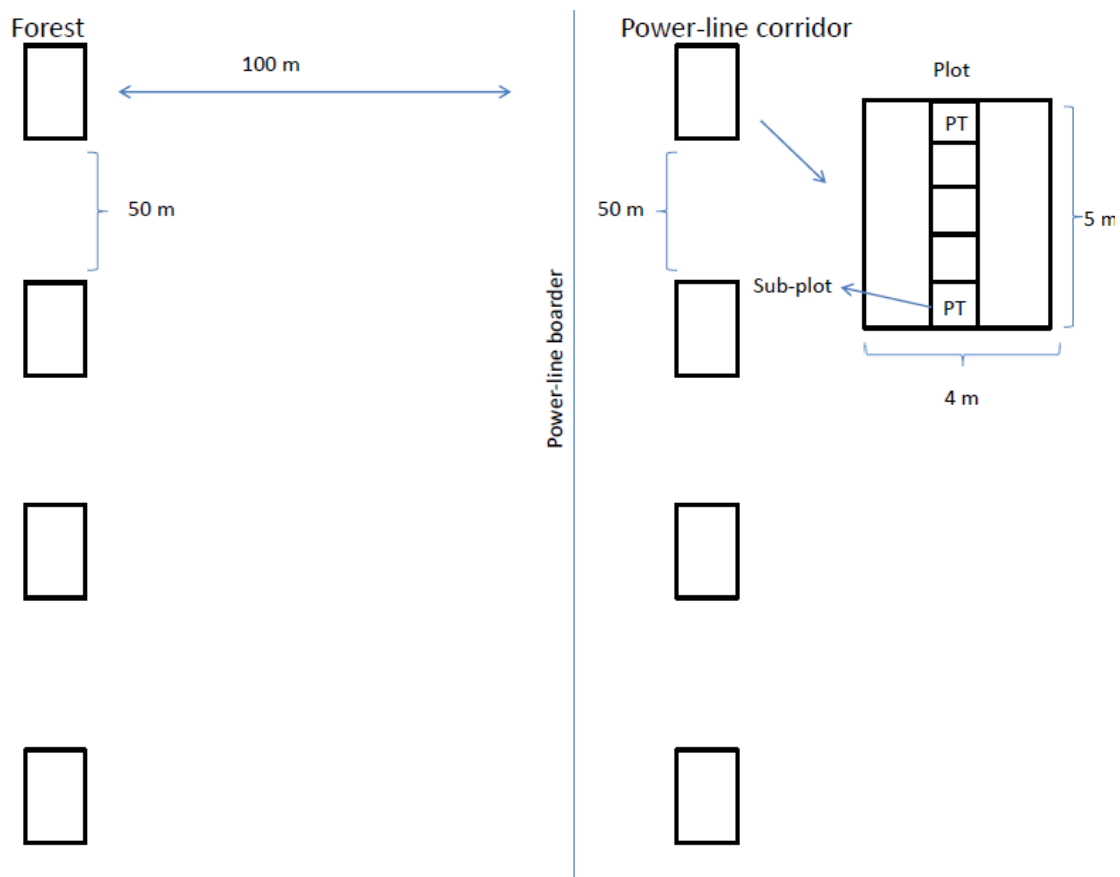 Forest
Power-line corridor
100 m
Plot
PT
50 m
50 m
5 m
Sub-plot
PT
Power-line boarder
4 m